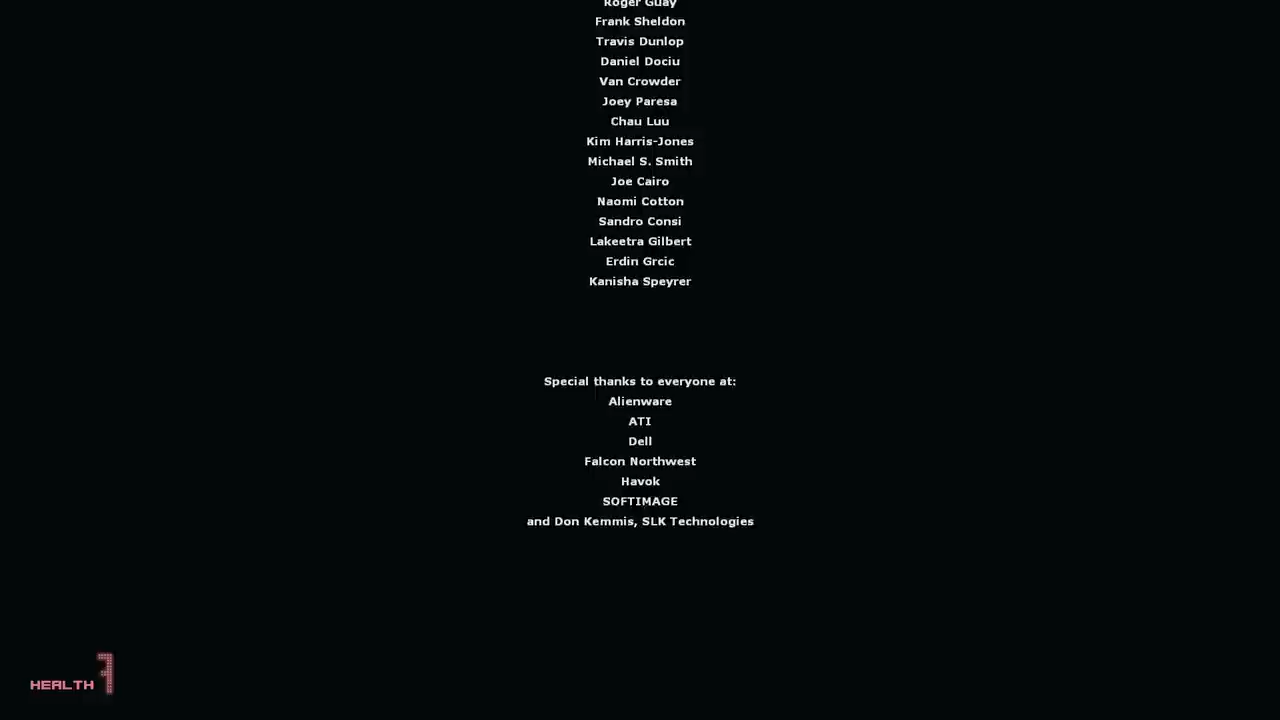 Roger Guay
Frank Sheldon
Travis Dunlop
Daniel Dociu
Van Crowder
Joey Paresa
Chau Luu
Kim Harris-Jones
Michael S. Smith
Joe Cairo
Naomi Cotton
Sandro Consi
Lakeetra Gilbert
Erdin Grcic
Kanisha Speyrer
Special thanks to everyone at:
Alienware
ATI
Dell
Falcon Northwest
Havok
SOFTIMAGE
and Don Kemmis, SLK Technologies
HEALTH